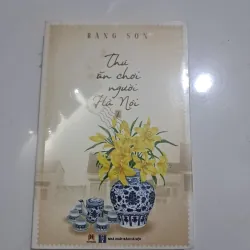 BĂNG SƠN
Thú
ăn chơi
người
Hà Nội